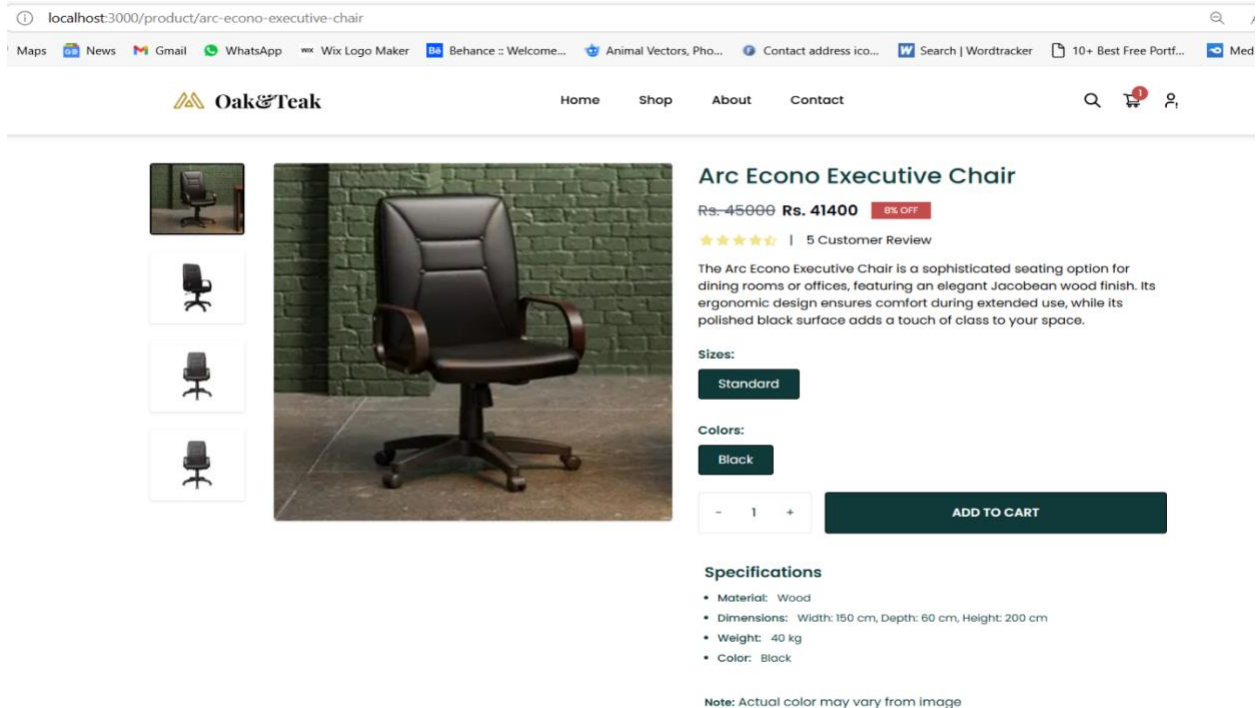 localhost:3000/product/arc-econo-executive-chair
Maps News Gmail WhatsApp WIX Wix Logo Maker Bē Behance :: Welcome... Animal Vectors, Pho... Contact address ico... W Search | Wordtracker 10+ Best Free Portf... Med
Oak&Teak Home Shop About Contact 1
Arc Econo Executive Chair
Rs. 45000 Rs. 41400 8% OFF
| 5 Customer Review
The Arc Econo Executive Chair is a sophisticated seating option for
dining rooms or offices, featuring an elegant Jacobean wood finish. Its
ergonomic design ensures comfort during extended use, while its
polished black surface adds a touch of class to your space.
Sizes:
Standard
Colors:
Black
- 1 + ADD TO CART
Specifications
• Material: Wood
• Dimensions: Width: 150 cm, Depth: 60 cm, Height: 200 cm
• Weight: 40 kg
• Color: Black
Note: Actual color may vary from image